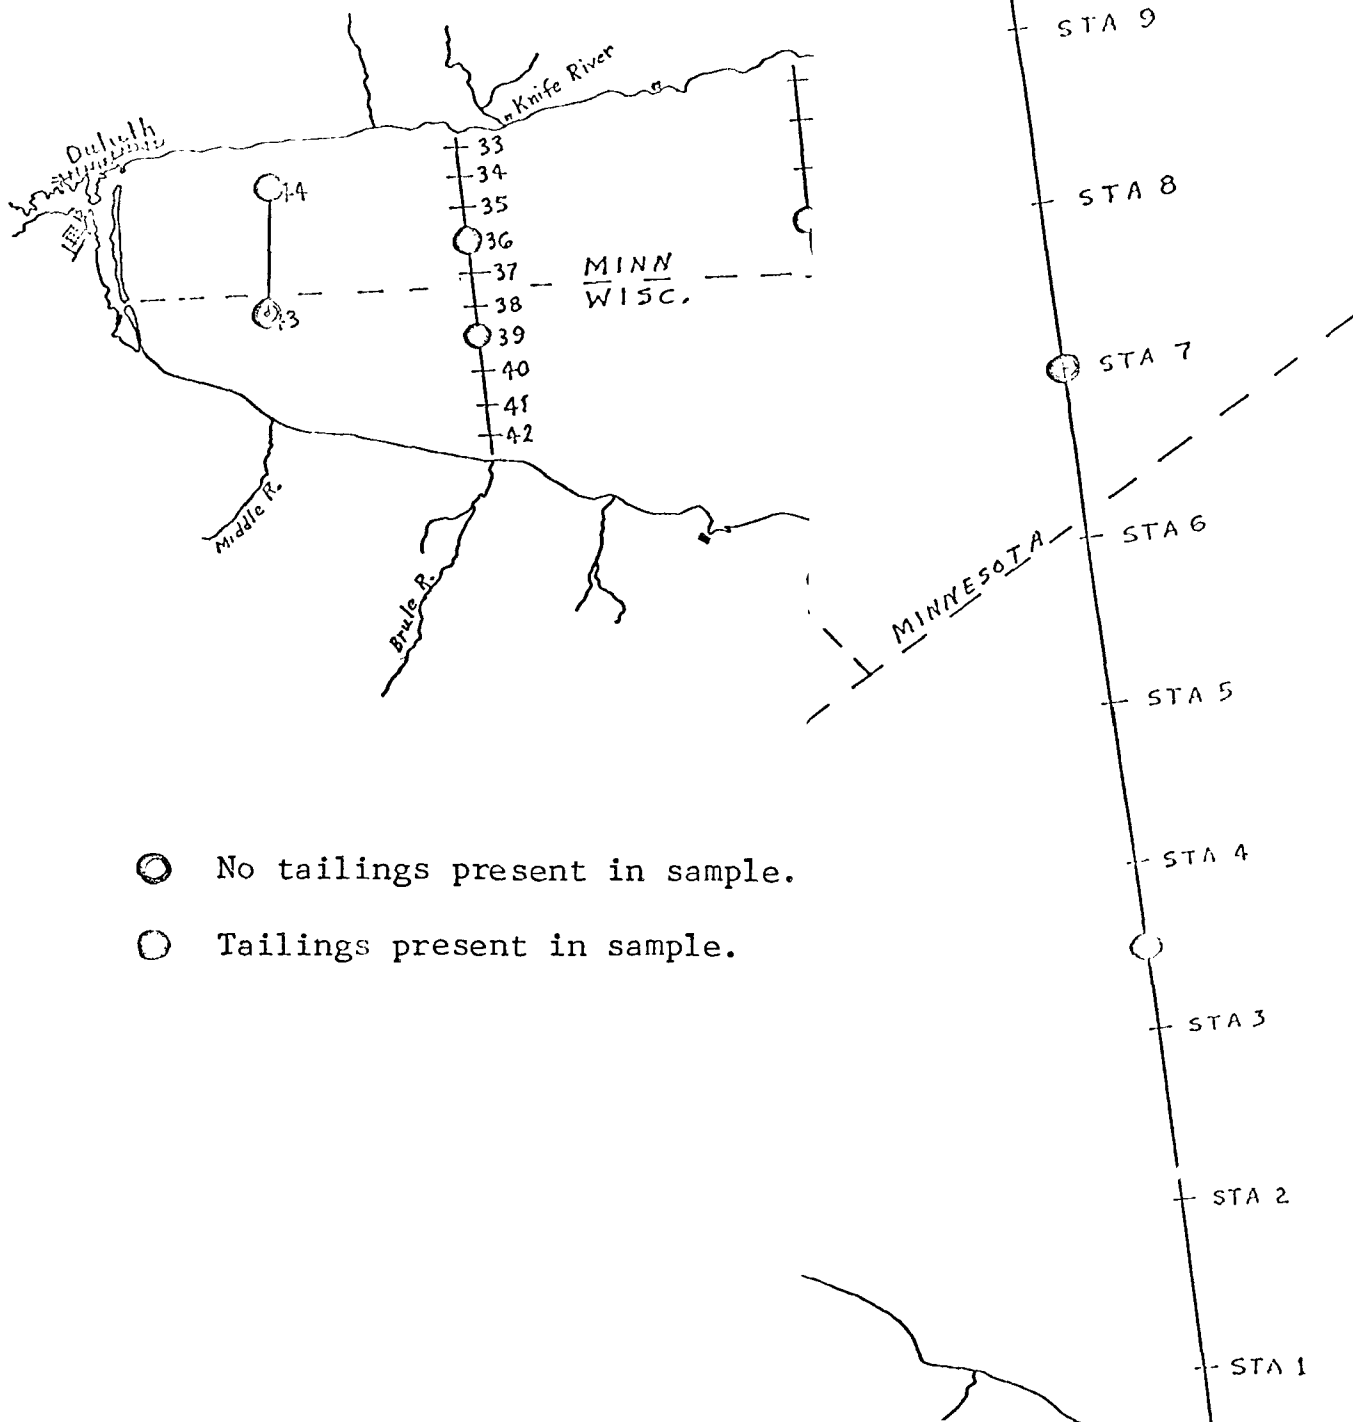 Duluth
Knife River
33
34
35
36
37
38
39
40
41
42
MINN
WISC.
Middle R.
Brule R.
MINNESOTA
STA 9
STA 8
STA 7
STA 6
STA 5
STA 4
STA 3
STA 2
STA 1
No tailings present in sample.
Tailings present in sample.